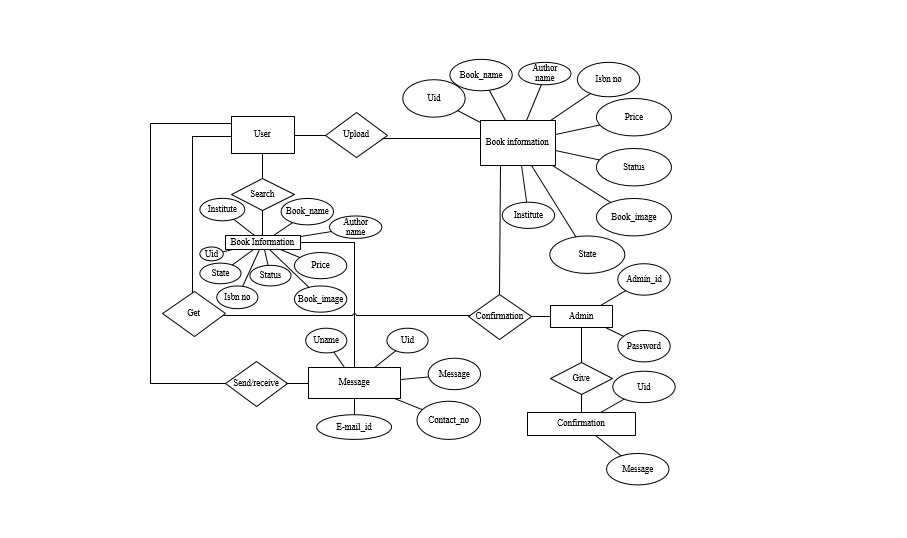 Book_name
Author
name
Isbn no
Uid
Price
User
Upload
Book information
Status
Search
Institute
Book_name
Institute
Book_image
Author
name
Book Information
Uid
State
Price
State
Status
Admin_id
Isbn no
Book_image
Get
Confirmation
Admin
Uname
Uid
Password
Message
Send/receive
Message
Give
Uid
E-mail_id
Contact_no
Confirmation
Message